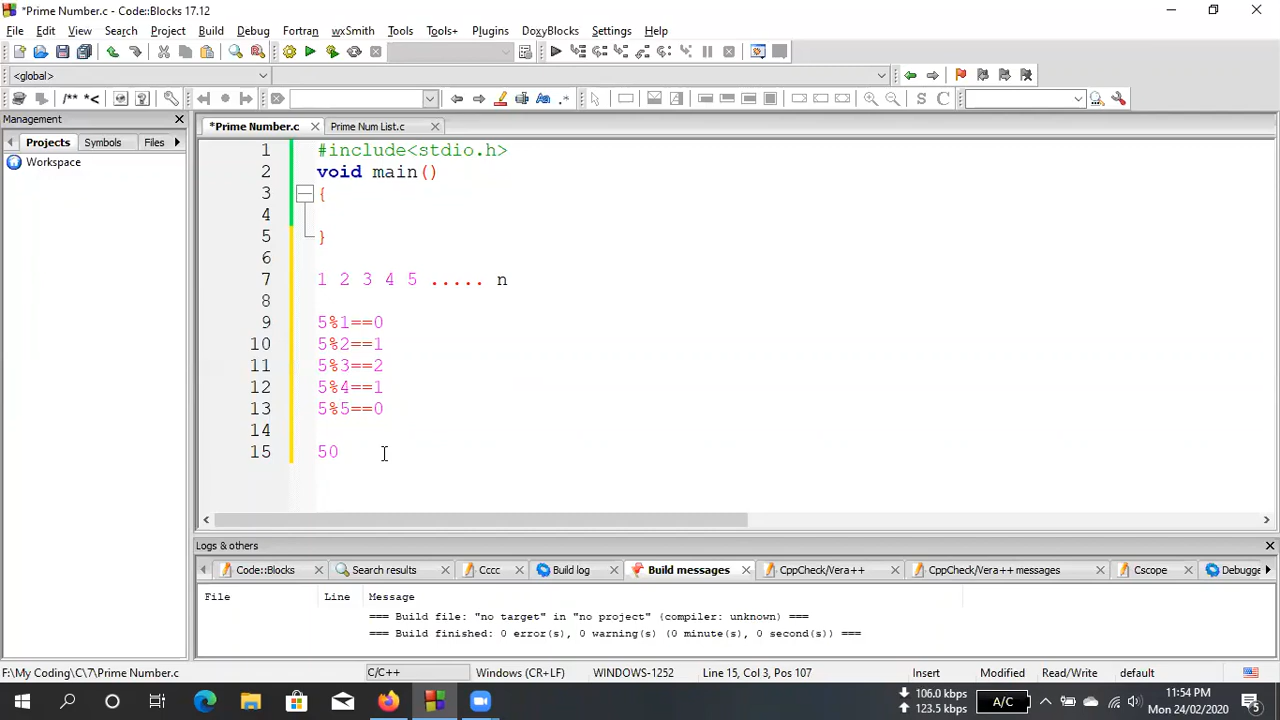 *Prime Number.c - Code::Blocks 17.12
File Edit View Search Project Build Debug Fortran wxSmith Tools Tools+ Plugins DoxyBlocks Settings Help
<global>
/** *<
S C
Management
*Prime Number.c Prime Num List.c
Projects Symbols Files
Workspace
1 #include<stdio.h>
2 void main()
3 {
4
5 }
6
7 1 2 3 4 5 ..... n
8
9 5%1==0
10 5%2==1
11 5%3==2
12 5%4==1
13 5%5==0
14
15 50
Logs & others
Code::Blocks Search results Cccc Build log Build messages CppCheck/Vera++ CppCheck/Vera++ messages Cscope Debugge
File Line Message
=== Build file: "no target" in "no project" (compiler: unknown) ===
=== Build finished: 0 error(s), 0 warning(s) (0 minute(s), 0 second(s)) ===
F:\My Coding\C\7\Prime Number.c C/C++ Windows (CR+LF) WINDOWS-1252 Line 15, Col 3, Pos 107 Insert Modified Read/Write default
106.0 kbps
123.5 kbps
A/C
11:54 PM
Mon 24/02/2020
5